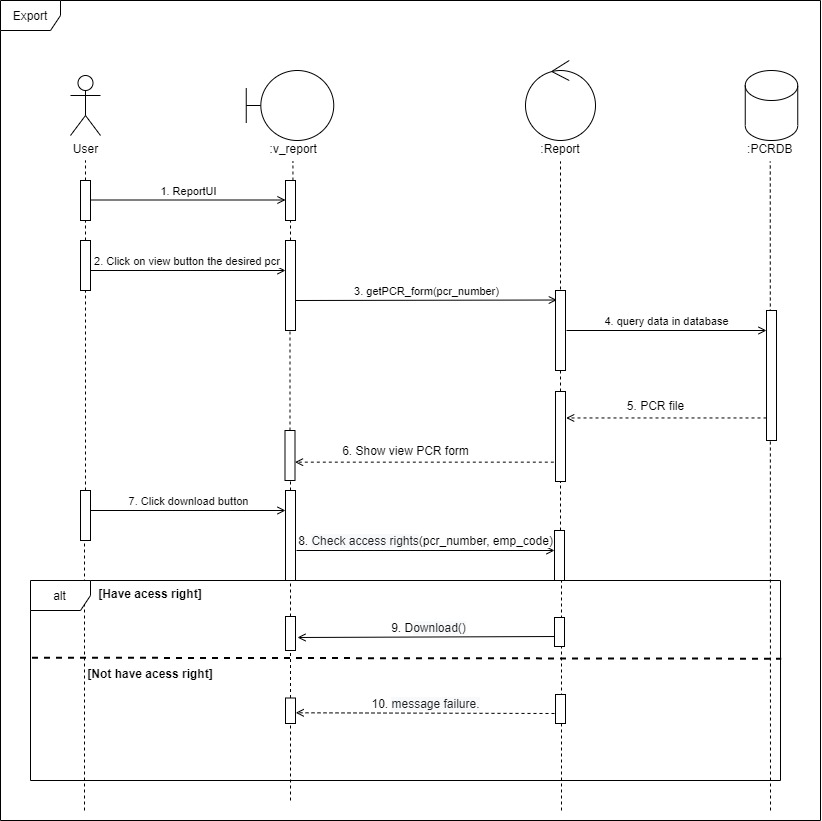 Export
User
:v_report
:Report
:PCRDB
1. ReportUI
2. Click on view button the desired pcr
3. getPCR_form(pcr_number)
4. query data in database
5. PCR file
6. Show view PCR form
7. Click download button
8. Check access rights(pcr_number, emp_code)
alt
[Have acess right]
9. Download()
[Not have acess right]
10. message failure.